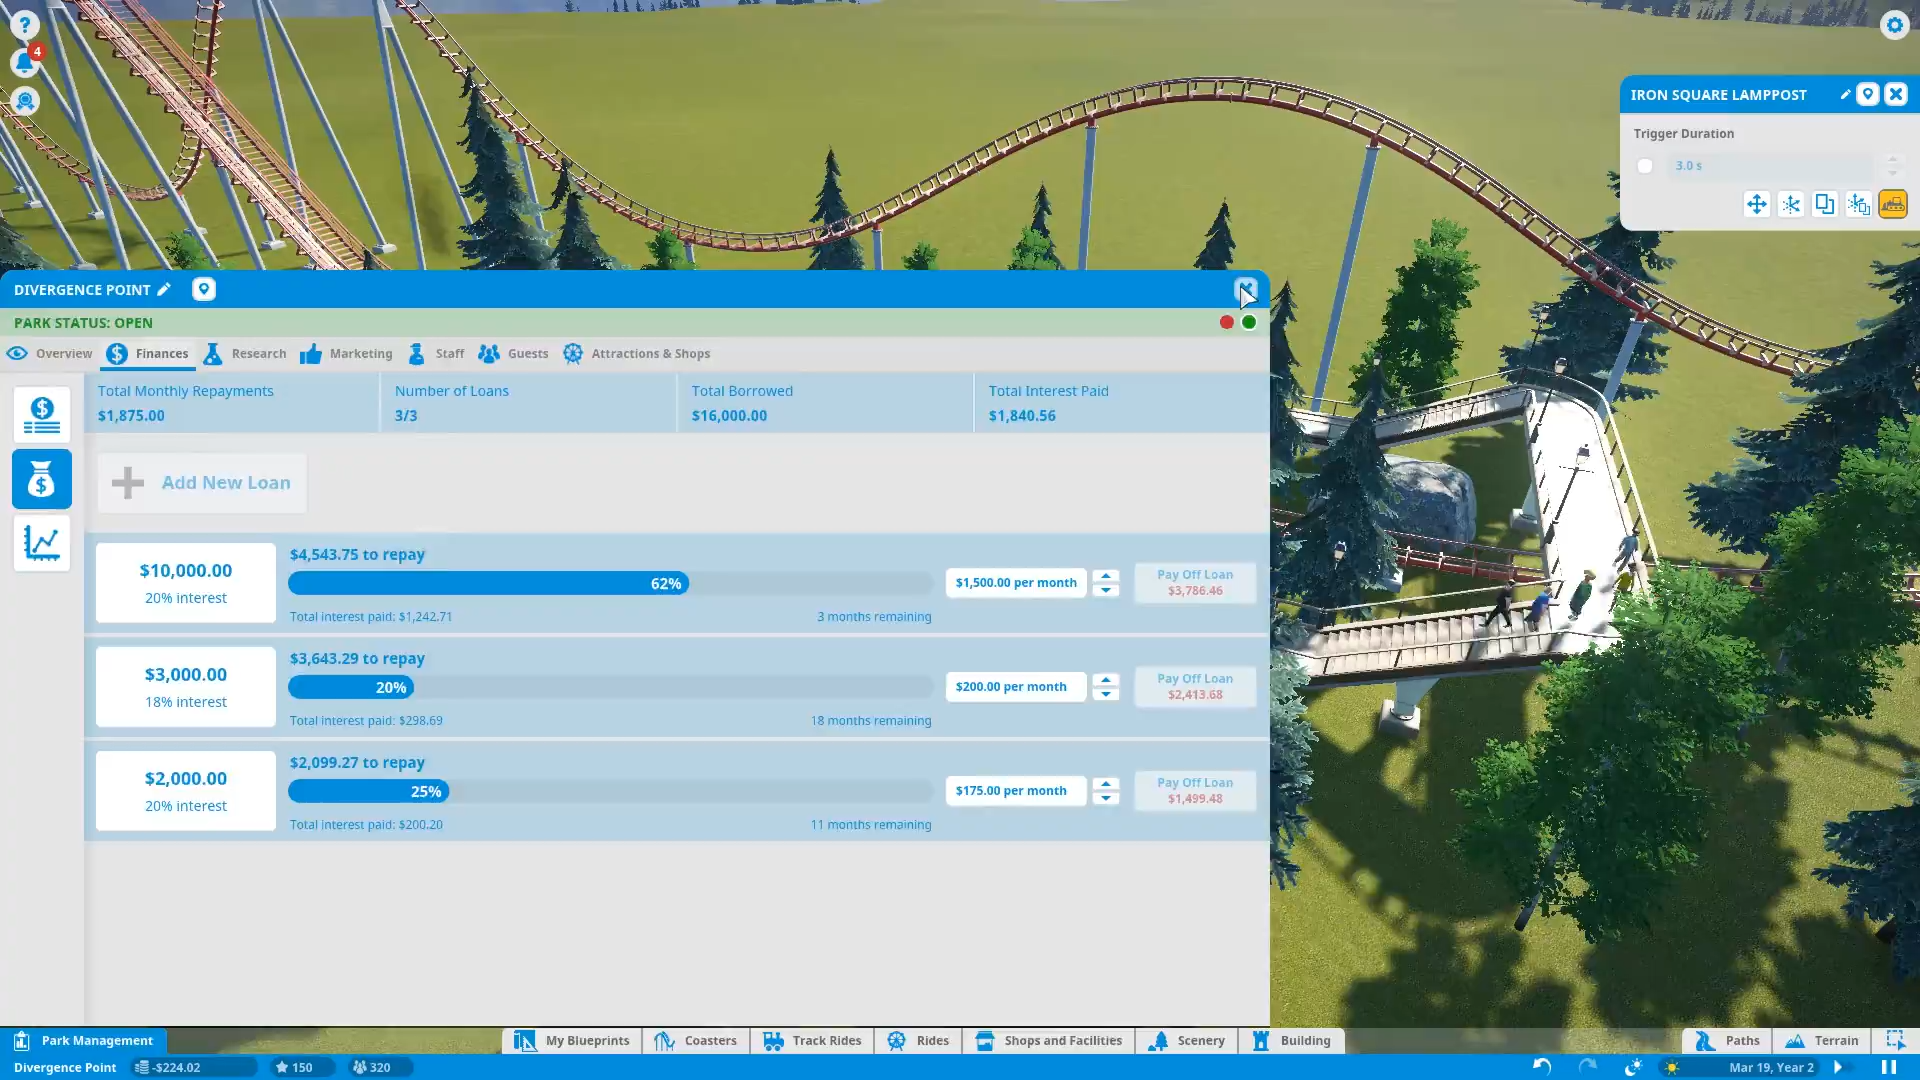 ?
4
IRON SQUARE LAMPPOST
Trigger Duration
3.0 s
DIVERGENCE POINT
PARK STATUS: OPEN
Overview
Finances
Research
Marketing
Staff
Guests
Attractions & Shops
Total Monthly Repayments
$1,875.00
Number of Loans
3/3
Total Borrowed
$16,000.00
Total Interest Paid
$1,840.56
Add New Loan
$10,000.00
20% interest
$4,543.75 to repay
62%
Total interest paid: $1,242.71
3 months remaining
$1,500.00 per month
Pay Off Loan
$3,786.46
$3,000.00
18% interest
$3,643.29 to repay
20%
Total interest paid: $298.69
18 months remaining
$200.00 per month
Pay Off Loan
$2,413.68
$2,000.00
20% interest
$2,099.27 to repay
25%
Total interest paid: $200.20
11 months remaining
$175.00 per month
Pay Off Loan
$1,499.48
Park Management
My Blueprints
Coasters
Track Rides
Rides
Shops and Facilities
Scenery
Building
Paths
Terrain
Divergence Point
-$224.02
150
320
Mar 19, Year 2